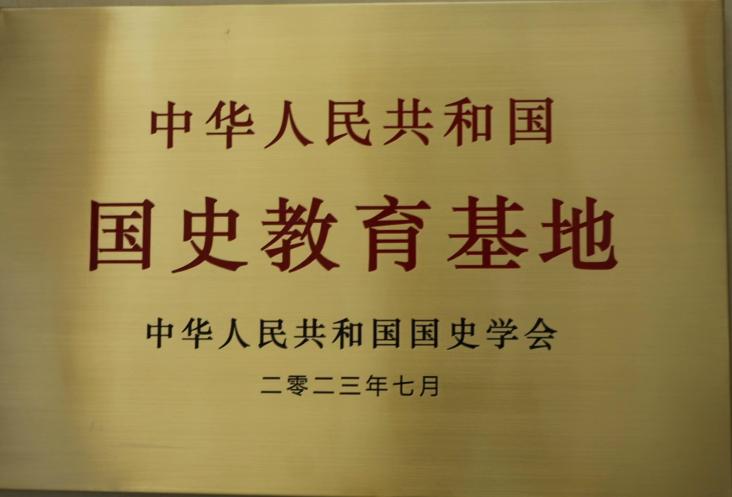 中华人民共和国
国史教育基地
中华人民共和国国史学会
二零二三年七月